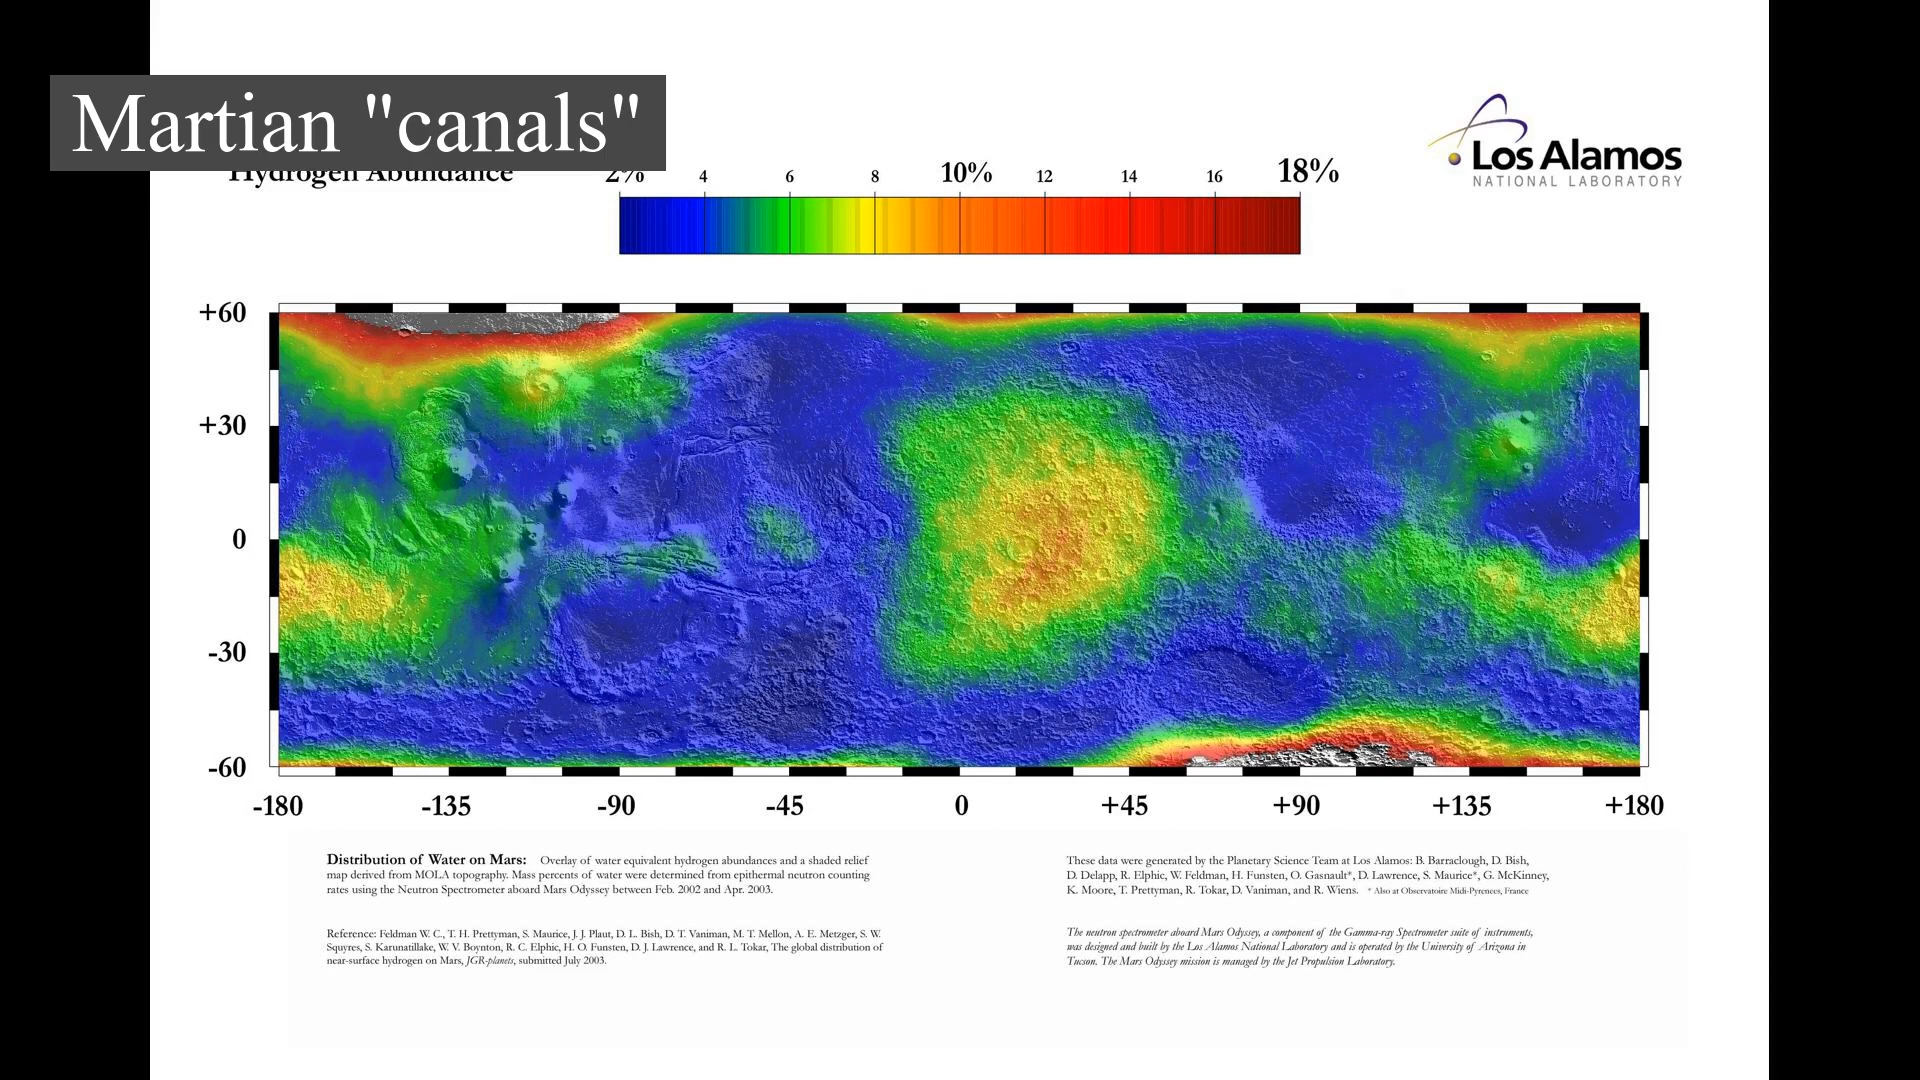 Martian "canals"
Hydrogen Abundance
2% 4 6 8 10% 12 14 16 18%
Los Alamos
NATIONAL LABORATORY
+60
+30
0
-30
-60
-180 -135 -90 -45 0 +45 +90 +135 +180
Distribution of Water on Mars: Overlay of water equivalent hydrogen abundances and a shaded relief
map derived from MOLA topography. Mass percents of water were determined from epithermal neutron counting
rates using the Neutron Spectrometer aboard Mars Odyssey between Feb. 2002 and Apr. 2003.
Reference: Feldman W. C., T. H. Prettyman, S. Maurice, J. J. Plaut, D. L. Bish, D. T. Vaniman, M. T. Mellon, A. E. Metzger, S. W.
Squyres, S. Karunatillake, W. V. Boynton, R. C. Elphic, H. O. Funsten, D. J. Lawrence, and R. L. Tokar, The global distribution of
near-surface hydrogen on Mars, JGR-planets, submitted July 2003.
These data were generated by the Planetary Science Team at Los Alamos: B. Barraclough, D. Bish,
D. Delapp, R. Elphic, W. Feldman, H. Funsten, O. Gasnault*, D. Lawrence, S. Maurice*, G. McKinney,
K. Moore, T. Prettyman, R. Tokar, D. Vaniman, and R. Wiens. * Also at Observatoire Midi-Pyrenees, France
The neutron spectrometer aboard Mars Odyssey, a component of the Gamma-ray Spectrometer suite of instruments,
was designed and built by the Los Alamos National Laboratory and is operated by the University of Arizona in
Tucson. The Mars Odyssey mission is managed by the Jet Propulsion Laboratory.